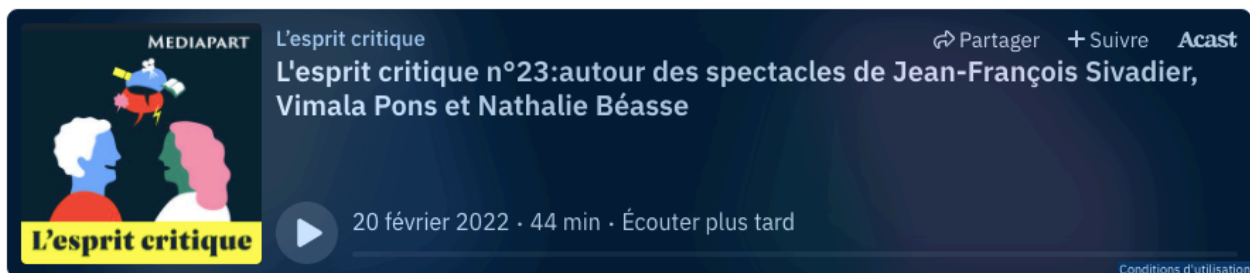 MEDIAPART
L'esprit critique
L'esprit critique
Partager
Suivre
Acast
L'esprit critique n°23:autour des spectacles de Jean-François Sivadier,
Vimala Pons et Nathalie Béasse
20 février 2022 · 44 min · Écouter plus tard
Conditions d'utilisation